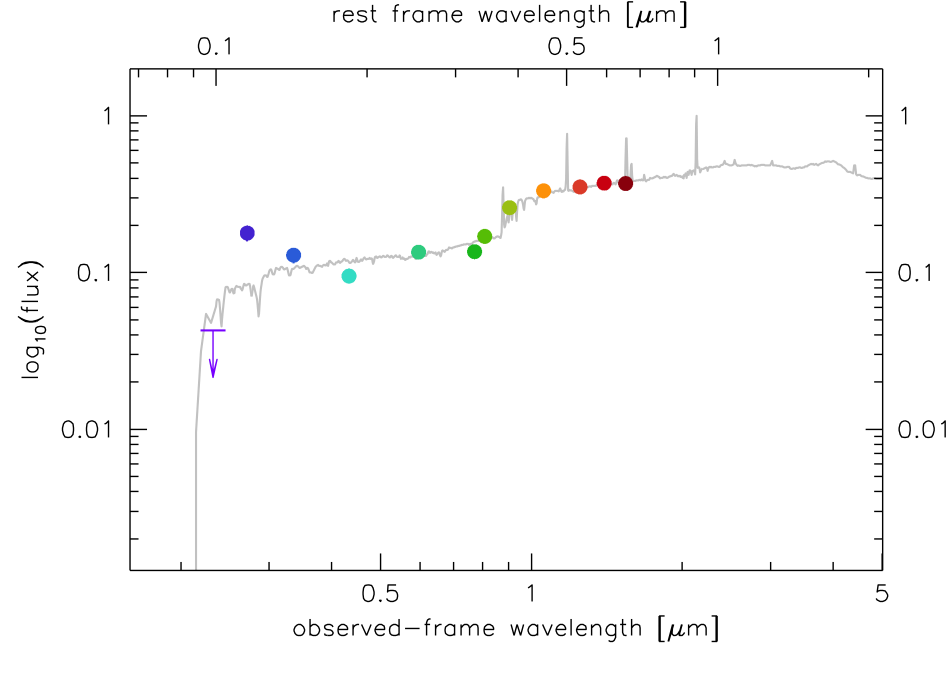 rest frame wavelength [μm]
0.1 0.5 1
1 1
0.1 0.1
0.01 0.01
log10(flux)
0.5 1 5
observed-frame wavelength [μm]